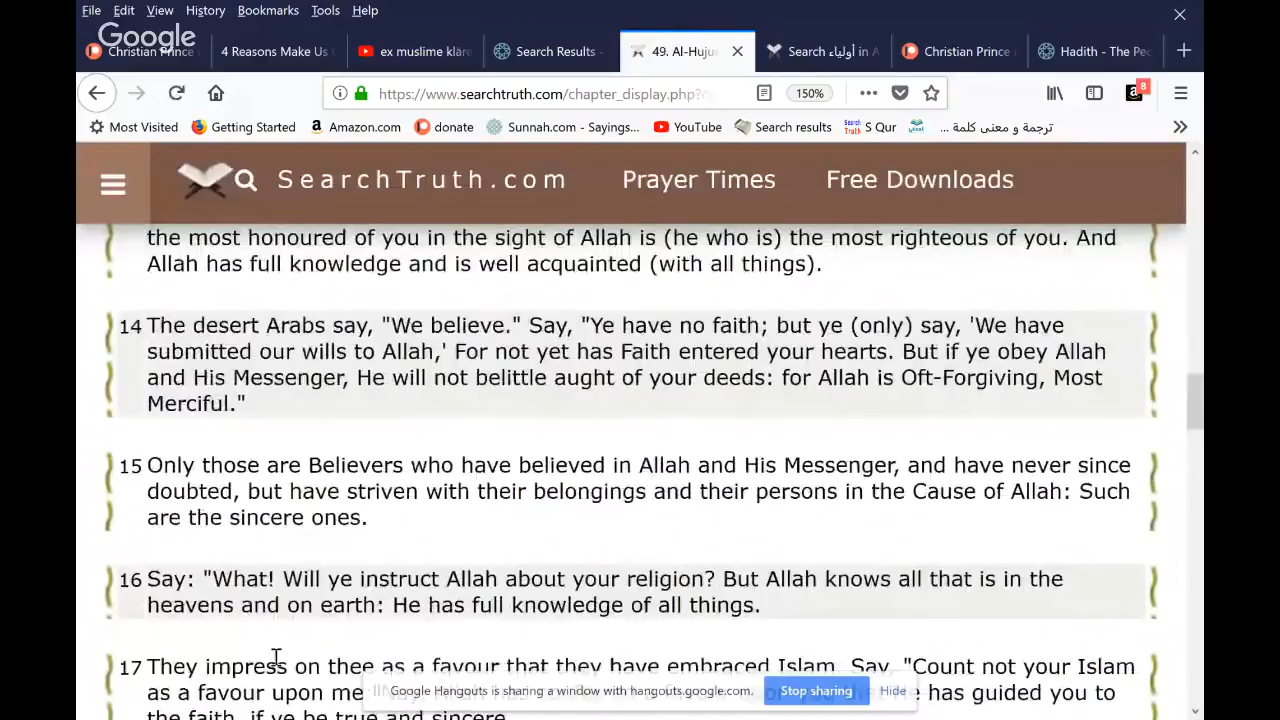 File Edit View History Bookmarks Tools Help
Google
Christian Prince 4 Reasons Make Us ex muslime kläre Search Results - 49. Al-Hujur Search أولياء in A Christian Prince Hadith - The Pe
https://www.searchtruth.com/chapter_display.php? 150% 8
Most Visited Getting Started Amazon.com donate Sunnah.com - Sayings,... YouTube Search results S Qur ترجمة و معنى كلمة ...
SearchTruth.com Prayer Times Free Downloads
the most honoured of you in the sight of Allah is (he who is) the most righteous of you. And
Allah has full knowledge and is well acquainted (with all things).
14 The desert Arabs say, "We believe." Say, "Ye have no faith; but ye (only) say, 'We have
submitted our wills to Allah,' For not yet has Faith entered your hearts. But if ye obey Allah
and His Messenger, He will not belittle aught of your deeds: for Allah is Oft-Forgiving, Most
Merciful."
15 Only those are Believers who have believed in Allah and His Messenger, and have never since
doubted, but have striven with their belongings and their persons in the Cause of Allah: Such
are the sincere ones.
16 Say: "What! Will ye instruct Allah about your religion? But Allah knows all that is in the
heavens and on earth: He has full knowledge of all things.
17 They impress on thee as a favour that they have embraced Islam. Say, "Count not your Islam
as a favour upon me has guided you to
Google Hangouts is sharing a window with hangouts.google.com. Stop sharing Hide
the faith, if ye be true and sincere.